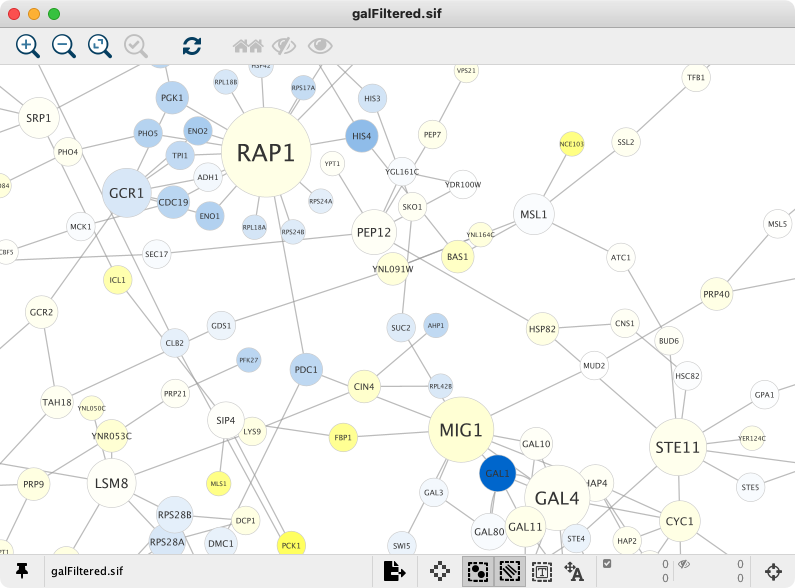 galFiltered.sif
HSF42
VPS21
TFB1
RPL18B
RPS17A
PGK1
HIS3
SRP1
PHO5
ENO2
HIS4
PEP7
SSL2
NCE103
PHO4
TPI1
RAP1
YPT1
YGL161C
ADH1
YDR100W
GCR1
CDC19
RPS24A
SKO1
ENO1
MSL1
MCK1
RPL18A
RPS24B
PEP12
YNL164C
MSL5
CBF5
SEC17
BAS1
ATC1
YNL091W
ICL1
PRP40
GCR2
GDS1
SUC2
AHP1
HSP82
CNS1
CLB2
BUD6
PFK27
PDC1
MUD2
HSC82
CIN4
RPL42B
PRP21
GPA1
TAH18
YNL050C
SIP4
LYS9
YNR053C
FBP1
MIG1
GAL10
STE11
YER124C
GAL1
PRP9
LSM8
MLS1
GAL3
GAL4
HAP4
STE5
RPS28B
DCP1
GAL80
GAL11
CYC1
RPS28A
DMC1
PCK1
SWI5
STE4
HAP2
galFiltered.sif
T
A
0
0
0
0